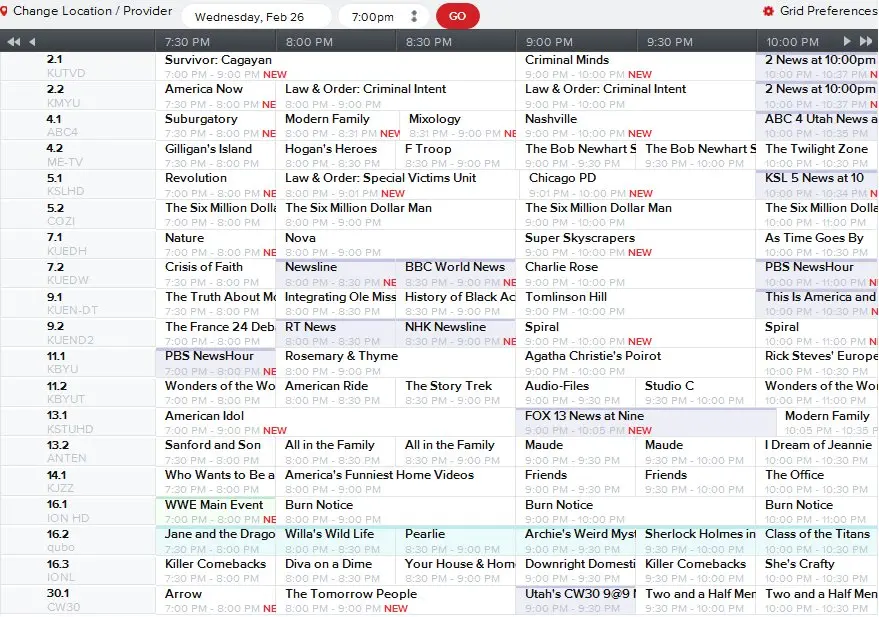 Change Location / Provider Wednesday, Feb 26 7:00pm GO Grid Preferences
7:30 PM 8:00 PM 8:30 PM 9:00 PM 9:30 PM 10:00 PM
2.1 Survivor: Cagayan Criminal Minds 2 News at 10:00pm
KUTVD 7:00 PM - 9:00 PM NEW 9:00 PM - 10:00 PM NEW 10:00 PM - 10:37 PM N
2.2 America Now Law & Order: Criminal Intent Law & Order: Criminal Intent 2 News at 10:00pm
KMYU 7:30 PM - 8:00 PM NE 8:00 PM - 9:00 PM 9:00 PM - 10:00 PM 10:00 PM - 10:37 PM N
4.1 Suburgatory Modern Family Mixology Nashville ABC 4 Utah News a
ABC4 7:30 PM - 8:00 PM NE 8:00 PM - 8:31 PM NEW 8:31 PM - 9:00 PM NE 9:00 PM - 10:00 PM NEW 10:00 PM - 10:35 PM
4.2 Gilligan's Island Hogan's Heroes F Troop The Bob Newhart S The Bob Newhart S The Twilight Zone
ME-TV 7:30 PM - 8:00 PM 8:00 PM - 8:30 PM 8:30 PM - 9:00 PM 9:00 PM - 9:30 PM 9:30 PM - 10:00 PM 10:00 PM - 10:30 PM
5.1 Revolution Law & Order: Special Victims Unit Chicago PD KSL 5 News at 10
KSLHD 7:00 PM - 8:00 PM NE 8:00 PM - 9:01 PM NEW 9:01 PM - 10:00 PM NEW 10:00 PM - 10:34 PM N
5.2 The Six Million Dolla The Six Million Dollar Man The Six Million Dollar Man The Six Million Dolla
COZI 7:00 PM - 8:00 PM 8:00 PM - 9:00 PM 9:00 PM - 10:00 PM 10:00 PM - 11:00 PM
7.1 Nature Nova Super Skyscrapers As Time Goes By
KUEDH 7:00 PM - 8:00 PM NE 8:00 PM - 9:00 PM 9:00 PM - 10:00 PM NEW 10:00 PM - 10:30 PM
7.2 Crisis of Faith Newsline BBC World News Charlie Rose PBS NewsHour
KUEDW 7:30 PM - 8:00 PM 8:00 PM - 8:30 PM NE 8:30 PM - 9:00 PM NE 9:00 PM - 10:00 PM 10:00 PM - 11:00 PM N
9.1 The Truth About Mo Integrating Ole Miss History of Black Ac Tomlinson Hill This Is America and
KUEN-DT 7:00 PM - 8:00 PM 8:00 PM - 8:30 PM 8:30 PM - 9:00 PM 9:00 PM - 10:00 PM 10:00 PM - 10:30 PM N
9.2 The France 24 Deba RT News NHK Newsline Spiral Spiral
KUEND2 7:30 PM - 8:00 PM 8:00 PM - 8:30 PM 8:30 PM - 9:00 PM NE 9:00 PM - 10:00 PM NEW 10:00 PM - 11:00 PM N
11.1 PBS NewsHour Rosemary & Thyme Agatha Christie's Poirot Rick Steves' Europe
KBYU 7:00 PM - 8:00 PM NE 8:00 PM - 9:00 PM 9:00 PM - 10:00 PM 10:00 PM - 10:30 PM
11.2 Wonders of the Wo American Ride The Story Trek Audio-Files Studio C Wonders of the Wo
KBYUT 7:00 PM - 8:00 PM 8:00 PM - 8:30 PM 8:30 PM - 9:00 PM 9:00 PM - 9:30 PM 9:30 PM - 10:00 PM 10:00 PM - 11:00 PM
13.1 American Idol FOX 13 News at Nine Modern Family
KSTUHD 7:00 PM - 9:00 PM NEW 9:00 PM - 10:05 PM NEW 10:05 PM - 10:35 P
13.2 Sanford and Son All in the Family All in the Family Maude Maude I Dream of Jeannie
ANTEN 7:30 PM - 8:00 PM 8:00 PM - 8:30 PM 8:30 PM - 9:00 PM 9:00 PM - 9:30 PM 9:30 PM - 10:00 PM 10:00 PM - 10:30 PM
14.1 Who Wants to Be a America's Funniest Home Videos Friends Friends The Office
KJZZ 7:30 PM - 8:00 PM 8:00 PM - 9:00 PM 9:00 PM - 9:30 PM 9:30 PM - 10:00 PM 10:00 PM - 10:30 PM
16.1 WWE Main Event Burn Notice Burn Notice Burn Notice
ION HD 7:00 PM - 8:00 PM NE 8:00 PM - 9:00 PM 9:00 PM - 10:00 PM 10:00 PM - 11:00 PM
16.2 Jane and the Drago Willa's Wild Life Pearlie Archie's Weird Myst Sherlock Holmes in Class of the Titans
qubo 7:30 PM - 8:00 PM 8:00 PM - 8:30 PM 8:30 PM - 9:00 PM 9:00 PM - 9:30 PM 9:30 PM - 10:00 PM 10:00 PM - 10:30 PM
16.3 Killer Comebacks Diva on a Dime Your House & Hom Downright Domesti Killer Comebacks She's Crafty
IONL 7:30 PM - 8:00 PM 8:00 PM - 8:30 PM 8:30 PM - 9:00 PM 9:00 PM - 9:30 PM 9:30 PM - 10:00 PM 10:00 PM - 10:30 PM
30.1 Arrow The Tomorrow People Utah's CW30 9@9 Two and a Half Men Two and a Half Men
CW30 7:00 PM - 8:00 PM NE 8:00 PM - 9:00 PM NEW 9:00 PM - 9:30 PM 9:30 PM - 10:00 PM 10:00 PM - 10:30 PM